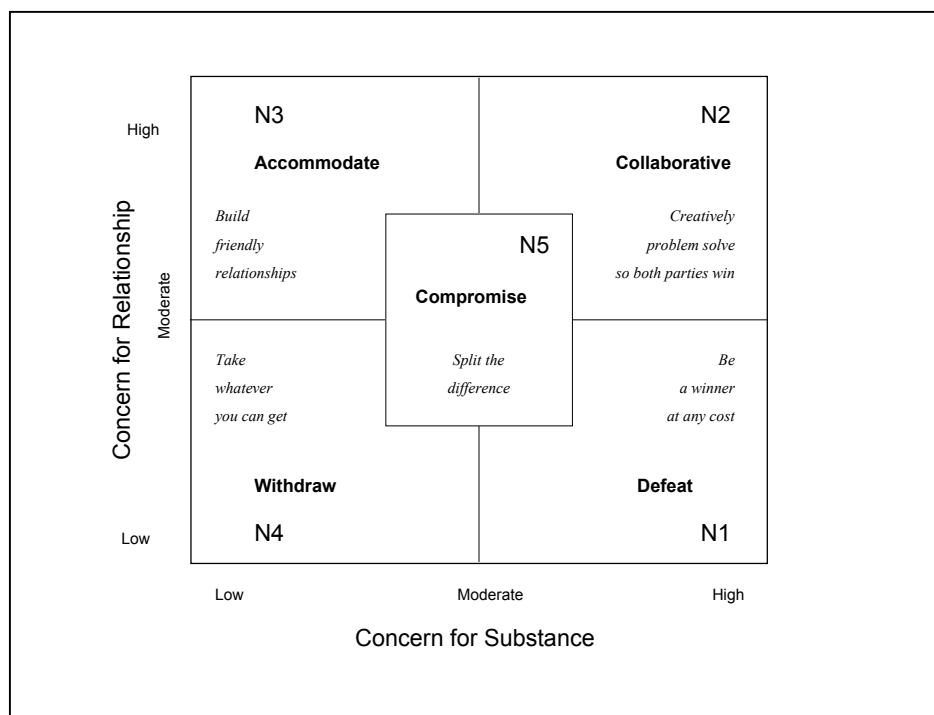 N3
N2
High
Accommodate
Collaborative
Build
friendly
relationships
Creatively
problem solve
so both parties win
N5
Compromise
Split the
difference
Concern for Relationship
Moderate
Take
whatever
you can get
Be
a winner
at any cost
Withdraw
Defeat
N4
N1
Low
Low
Moderate
High
Concern for Substance